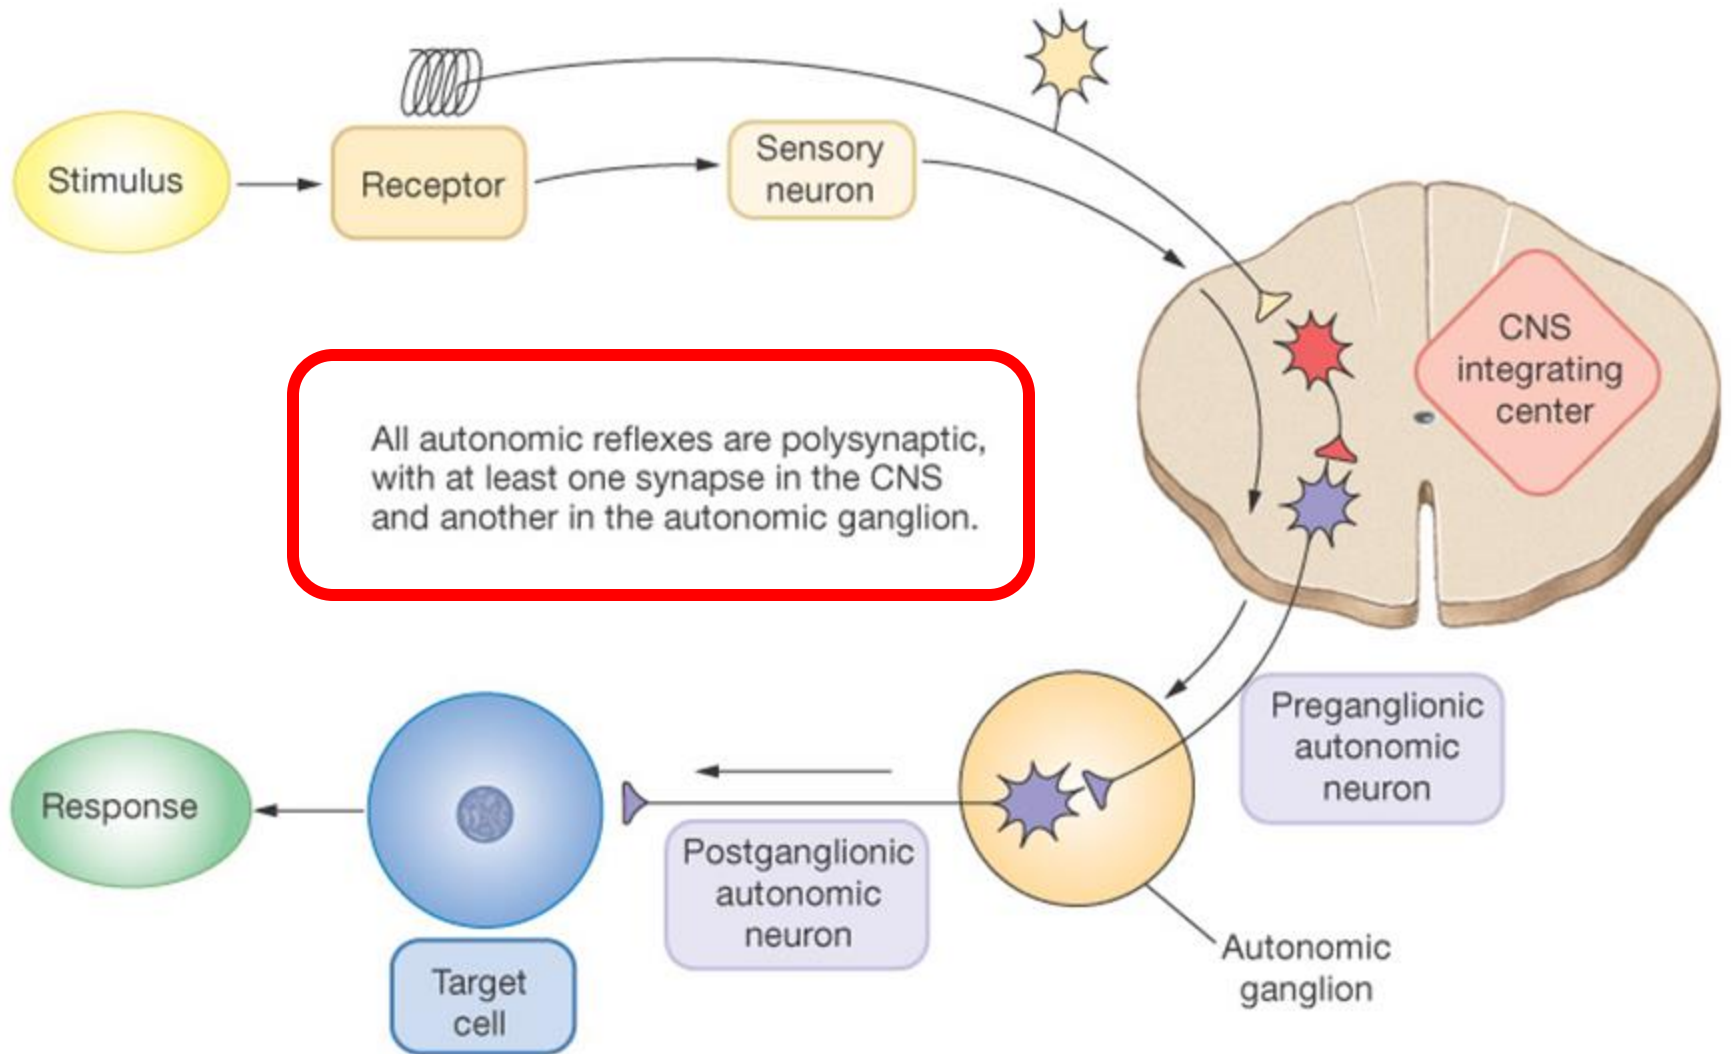 Stimulus
Receptor
Sensory
neuron
CNS
integrating
center
All autonomic reflexes are polysynaptic,
with at least one synapse in the CNS
and another in the autonomic ganglion.
Preganglionic
autonomic
neuron
Autonomic
ganglion
Postganglionic
autonomic
neuron
Target
cell
Response